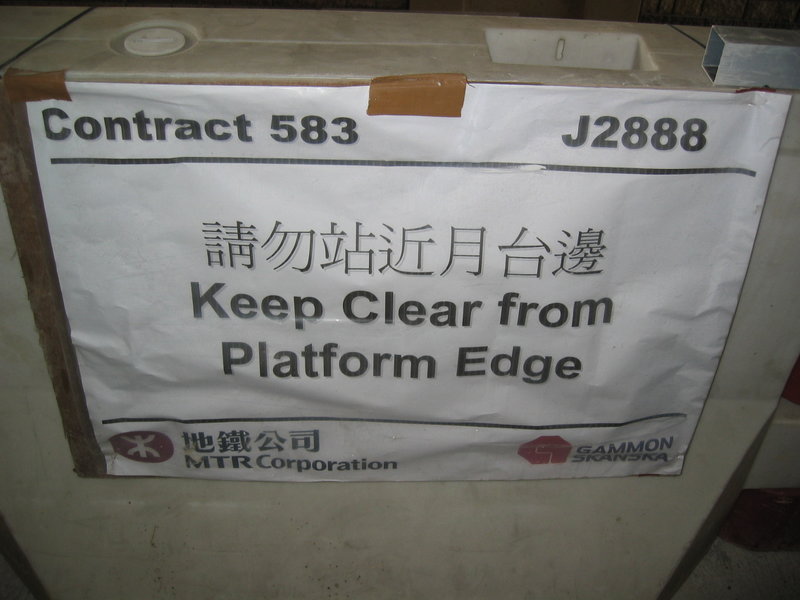 Contract 583 J2888
請勿站近月台邊
Keep Clear from
Platform Edge
地鐵公司
MTR Corporation
GAMMON
SKANSKA